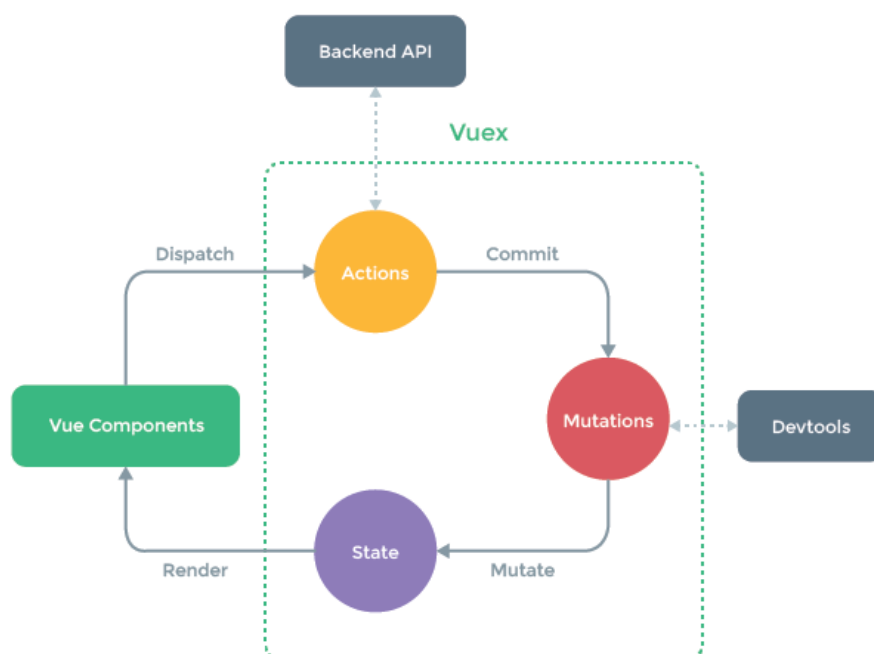 Backend API
Vuex
Dispatch
Commit
Actions
Vue Components
Mutations
Devtools
State
Render
Mutate